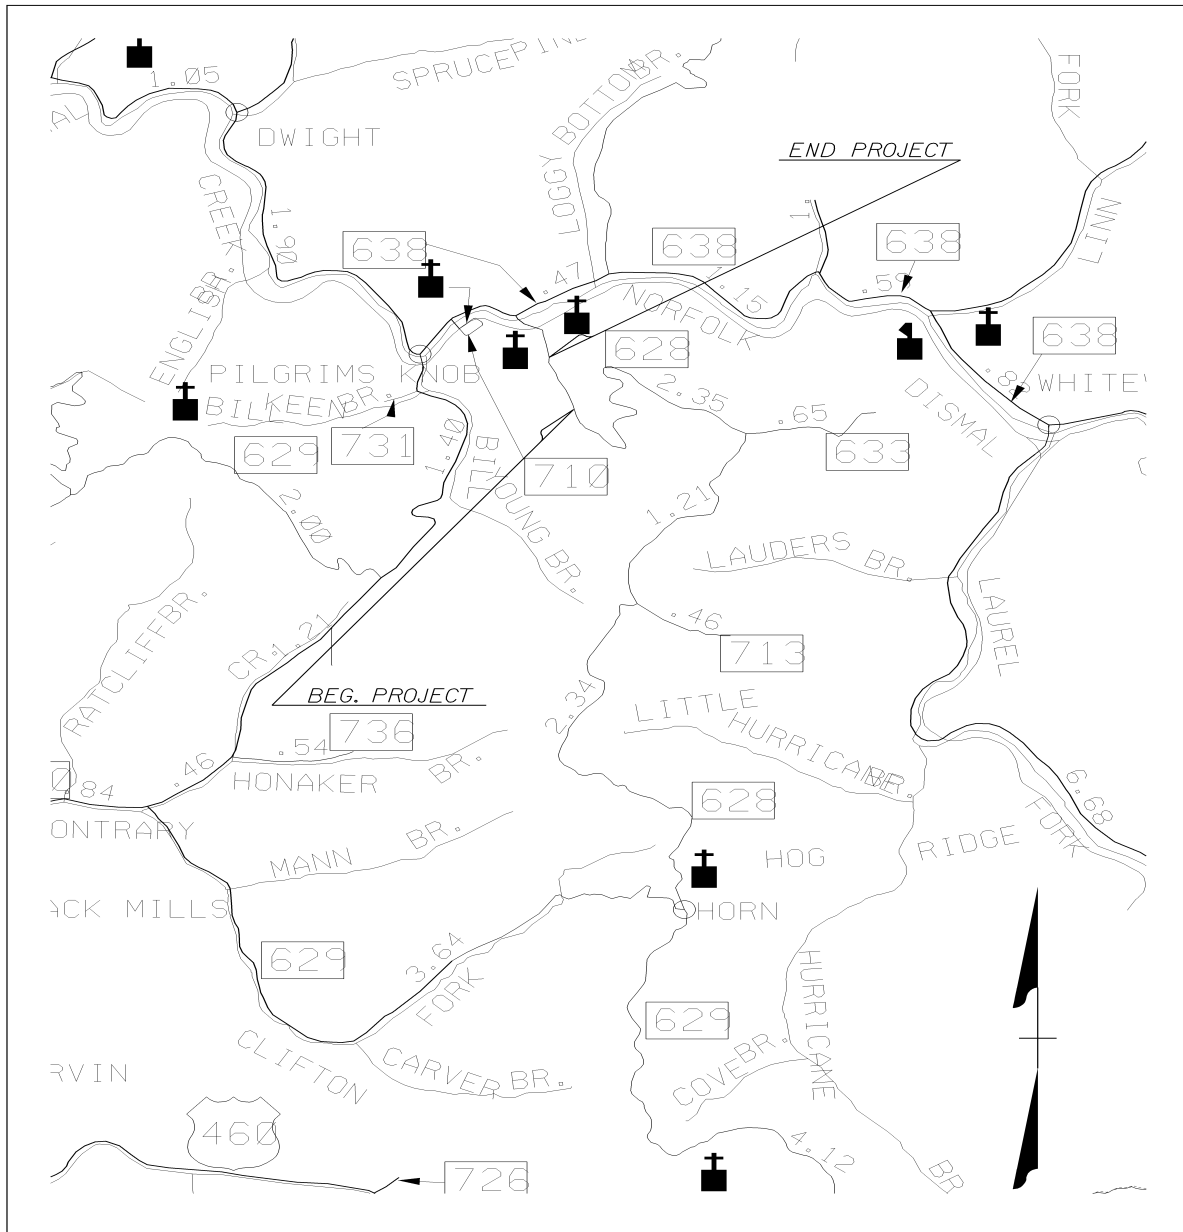 1.05
SPRUCEPINE
FORK
AL
DWIGHT
LOGGY BOTTOM BR.
END PROJECT
CREEK
1.90
1.
LINN
638
638
638
.47
.15
.59
ENGLISH BR.
NORFOLK
638
628
.82
PILGRIMS KNOB
2.35
WHITEW
BILL KEEN BR.
DISMAL
.65
629
731
1.40
633
710
BILL YOUNG BR.
2.00
1.21
LAUDERS BR.
LAUREL
RATCLIFF BR.
.46
CR.
1.21
713
BEG. PROJECT
2.34
LITTLE HURRICANE BR.
736
.54
.46
HONAKER BR.
0
.84
6.68
628
FORK
ONTRARY
MANN BR.
HOG RIDGE
ACK MILLS
HORN
629
3.64
FORK
HURRICANE
629
CLIFTON
CARVER BR.
COVE BR.
RVIN
460
4.12
BR
726